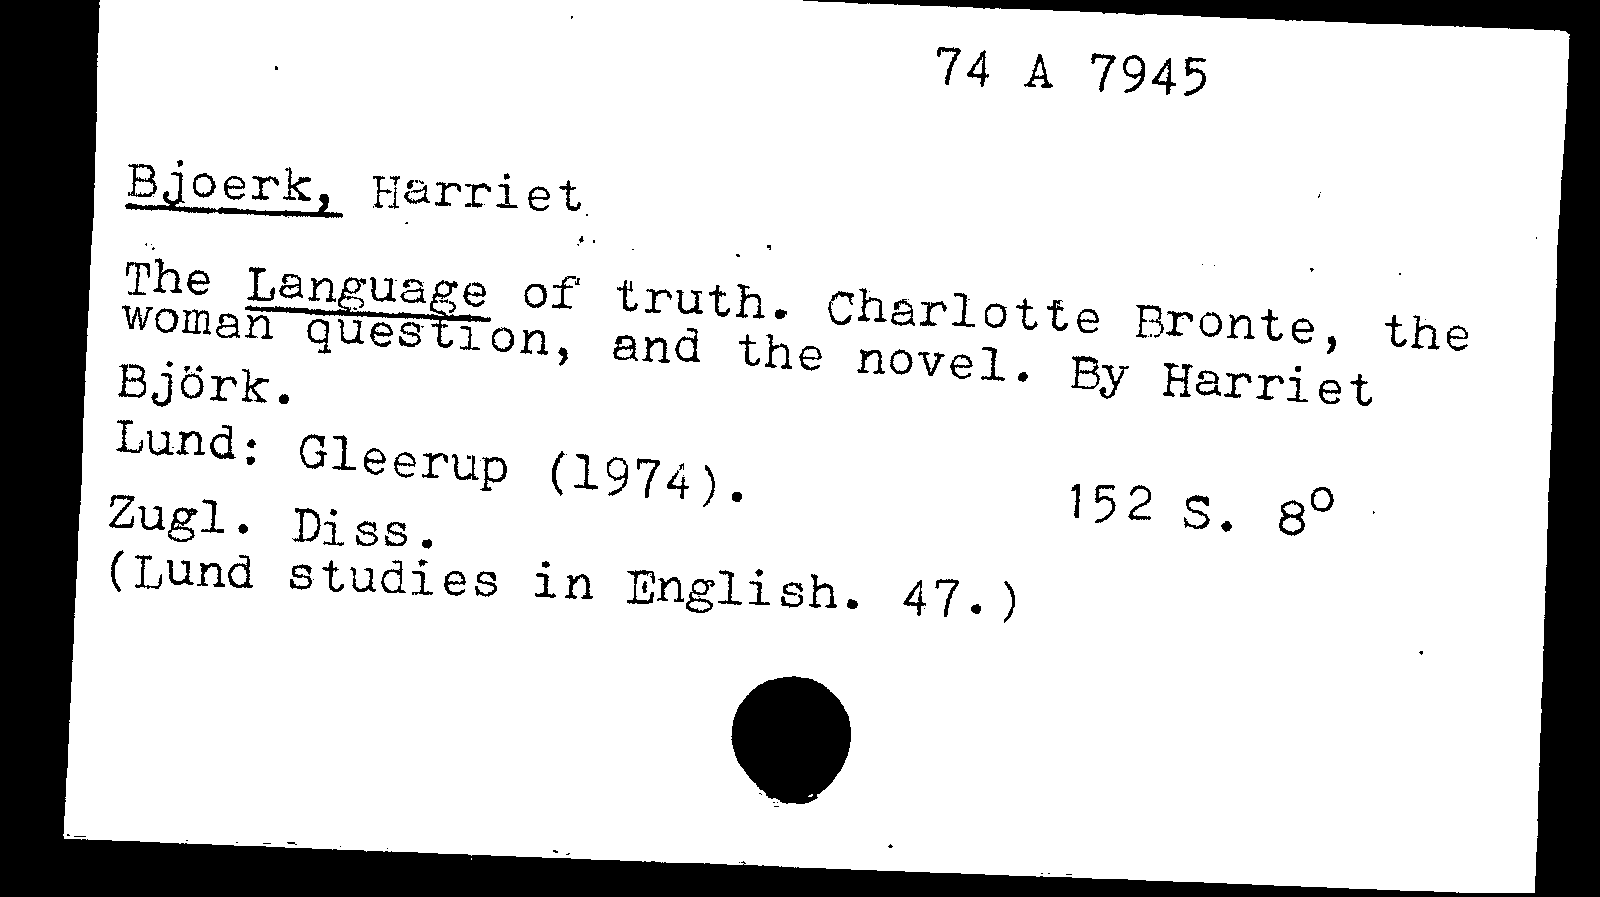 74 A 7945
Bjoerk, Harriet
The Language of truth. Charlotte Bronte, the
woman question, and the novel. By Harriet
Björk.
Lund: Gleerup (1974).
152 S. 8º
Zugl. Diss.
(Lund studies in English. 47.)